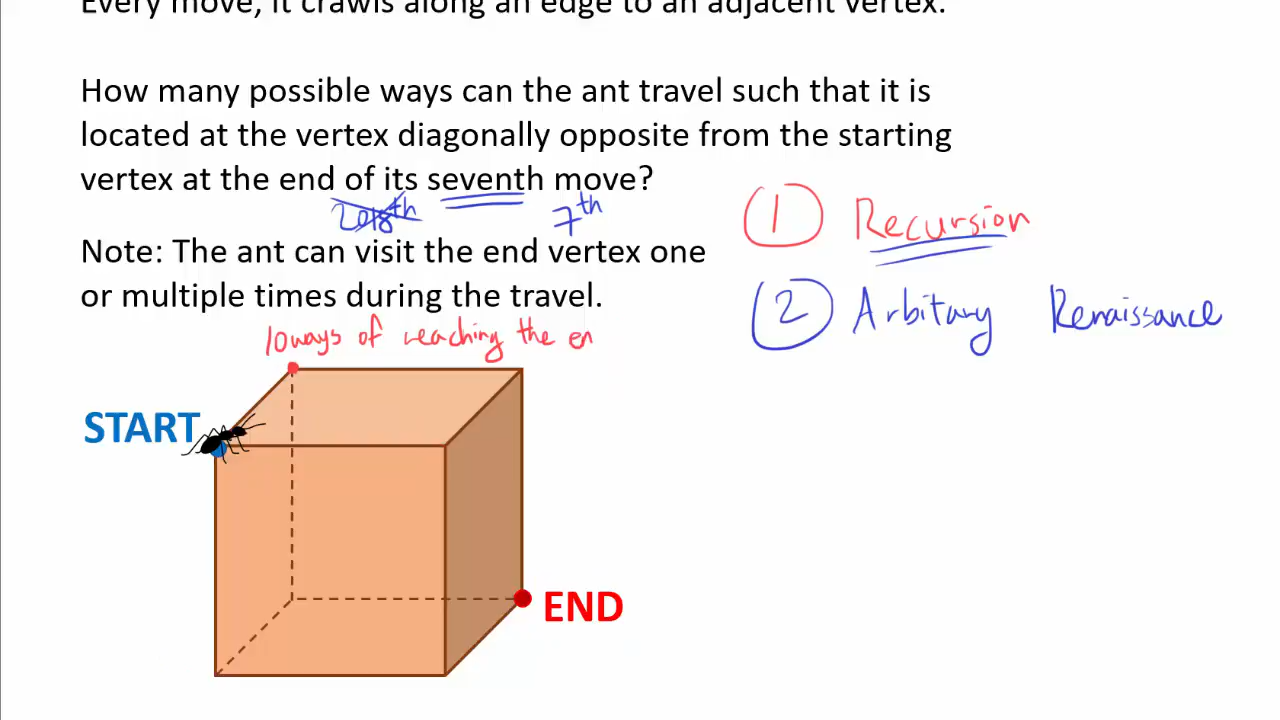 Every move, it crawls along an edge to an adjacent vertex.
How many possible ways can the ant travel such that it is
located at the vertex diagonally opposite from the starting
vertex at the end of its seventh move?
2018th 7th
Note: The ant can visit the end vertex one
or multiple times during the travel.
1 Recursion
2 Arbitary Renaissance
10ways of reaching the en
START
END